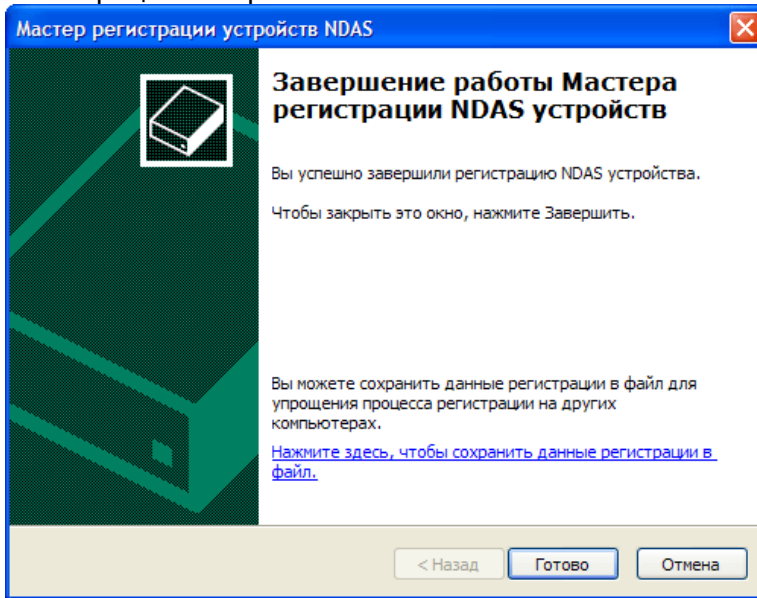 Мастер регистрации устройств NDAS
Завершение работы Мастера
регистрации NDAS устройств
Вы успешно завершили регистрацию NDAS устройства.
Чтобы закрыть это окно, нажмите Завершить.
Вы можете сохранить данные регистрации в файл для
упрощения процесса регистрации на других
компьютерах.
Нажмите здесь, чтобы сохранить данные регистрации в
файл.
< Назад
Готово
Отмена